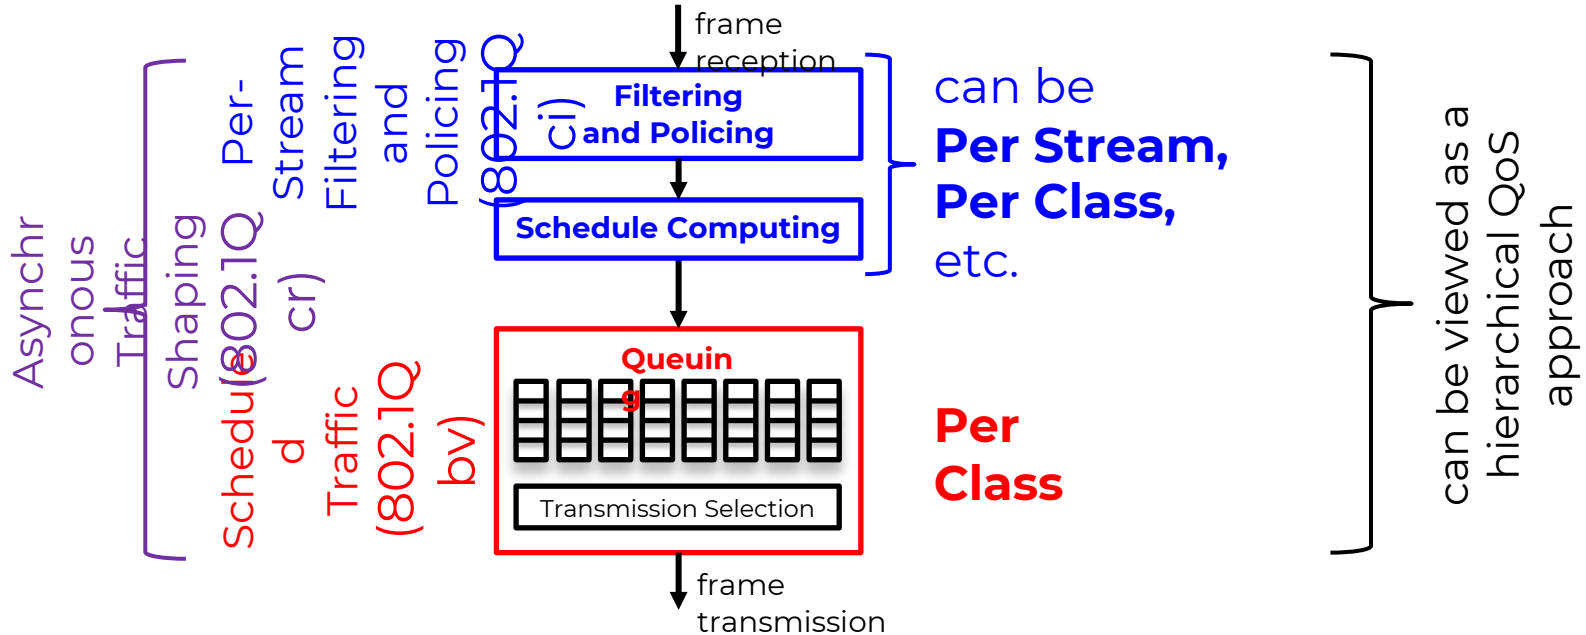 frame
reception
Filtering
and Policing
Schedule Computing
Queuin
g
Transmission Selection
frame
transmission
Asynchr
onous
Traffic
Shaping
(802.1Q
cr)
Per-
Stream
Filtering
and
Policing
(802.1Q
ci)
Schedule
d
Traffic
(802.1Q
bv)
can be
Per Stream,
Per Class,
etc.
Per
Class
can be viewed as a
hierarchical QoS
approach